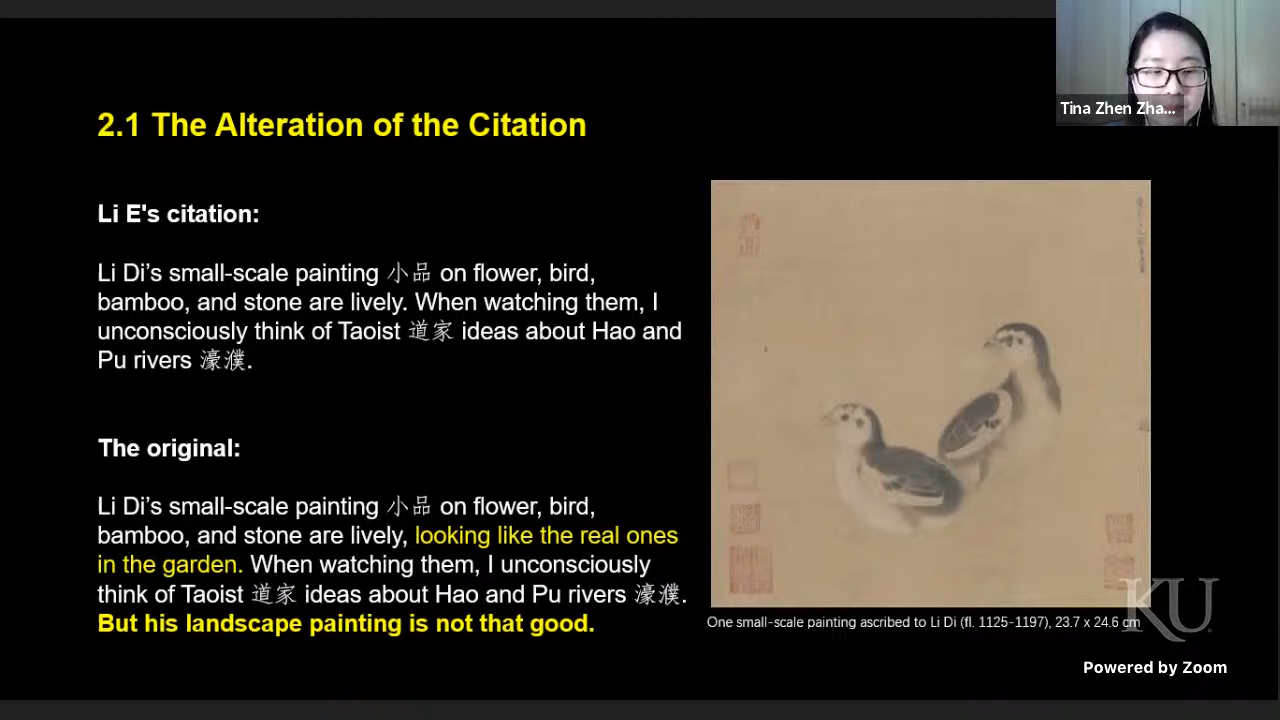 Tina Zhen Zha...
2.1 The Alteration of the Citation
Li E's citation:
Li Di’s small-scale painting 小品 on flower, bird,
bamboo, and stone are lively. When watching them, I
unconsciously think of Taoist 道家 ideas about Hao and
Pu rivers 濠濮.
The original:
Li Di’s small-scale painting 小品 on flower, bird,
bamboo, and stone are lively, looking like the real ones
in the garden. When watching them, I unconsciously
think of Taoist 道家 ideas about Hao and Pu rivers 濠濮.
But his landscape painting is not that good.
One small-scale painting ascribed to Li Di (fl. 1125-1197), 23.7 x 24.6 cm
KU
Powered by Zoom